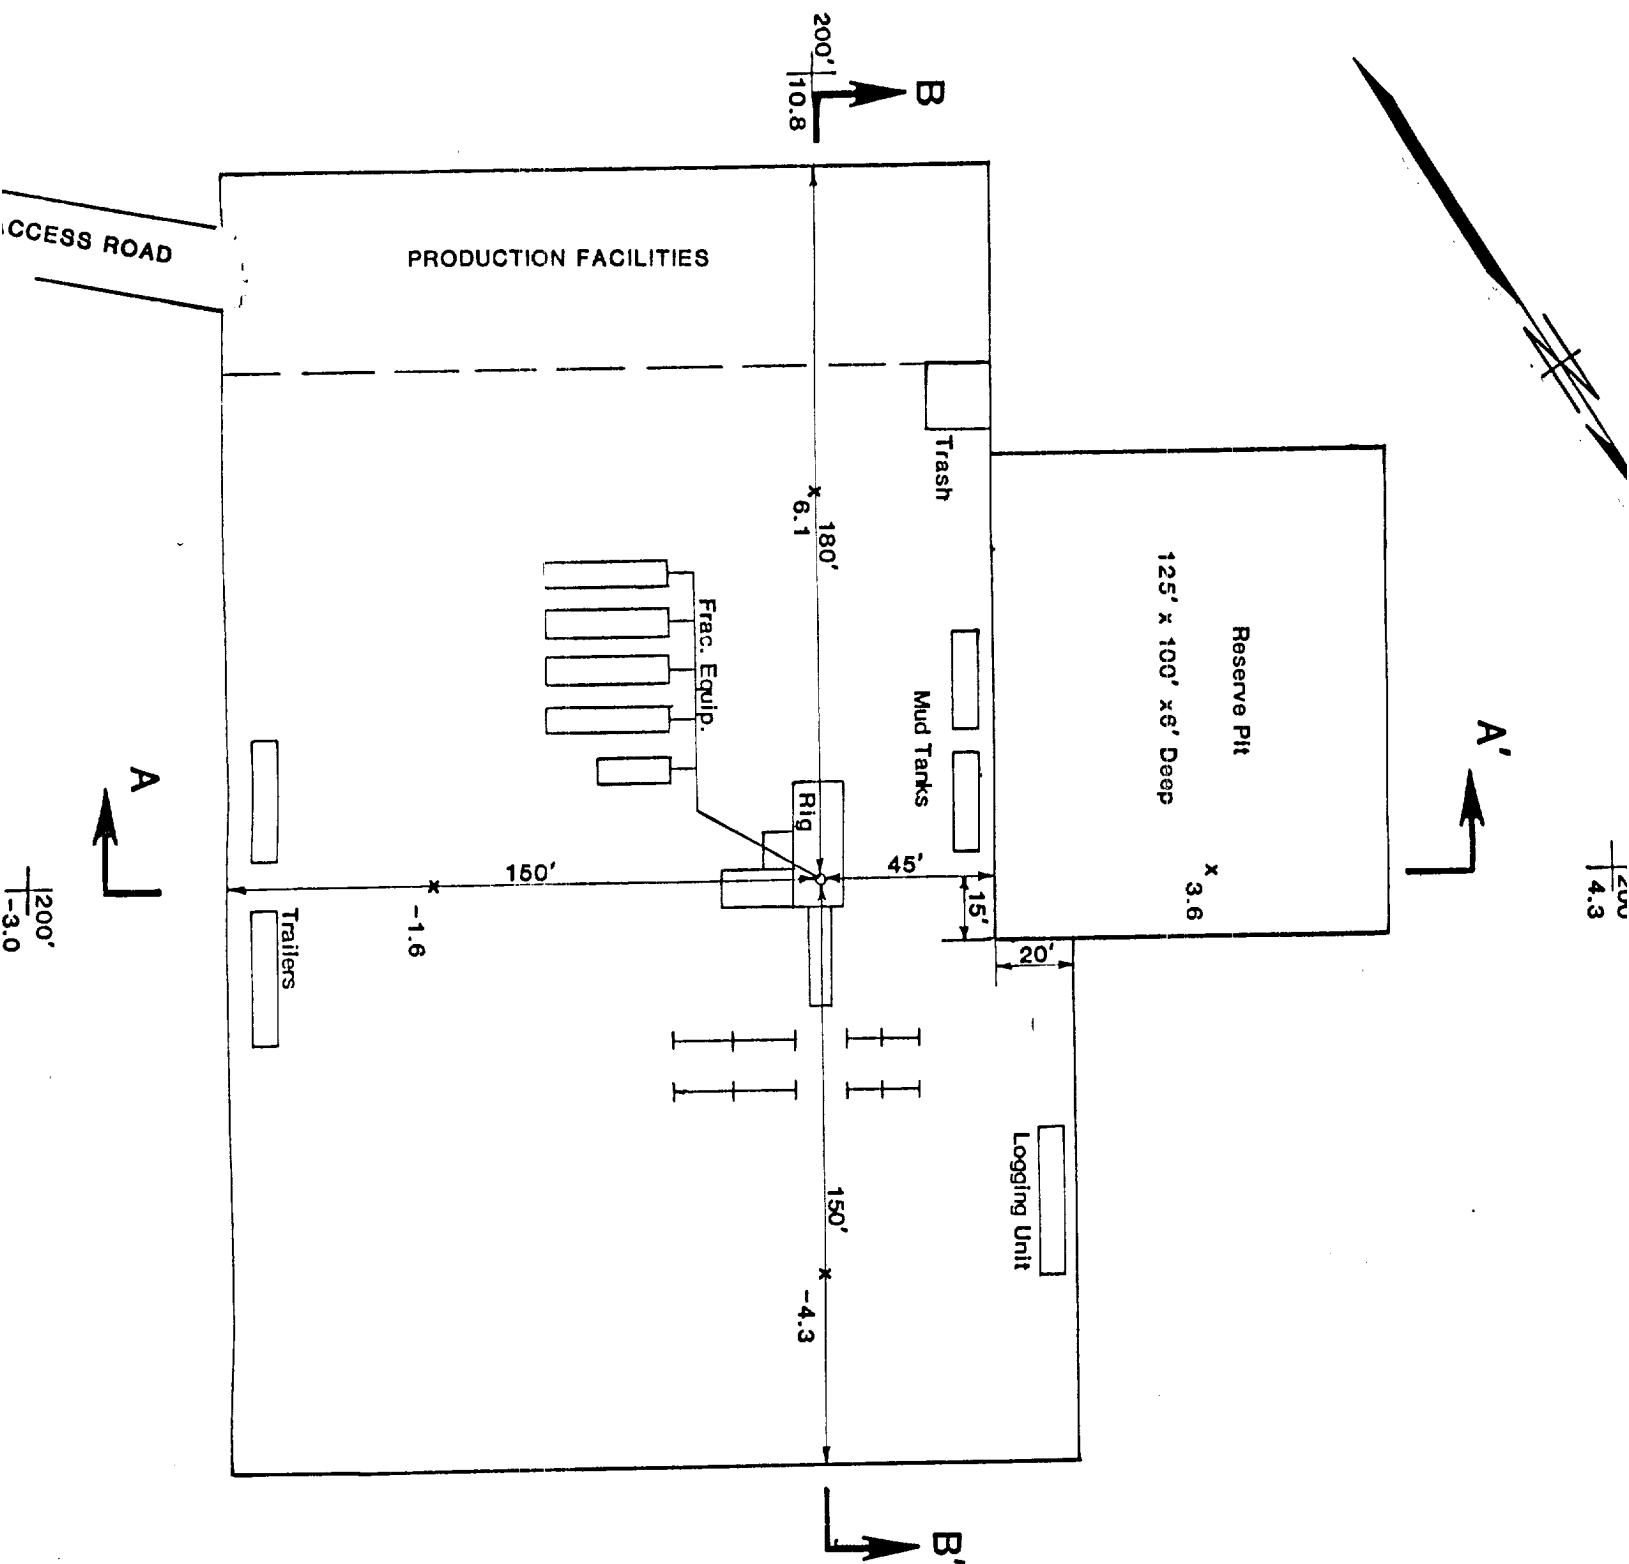 200'
10.8
B
CCESS ROAD
PRODUCTION FACILITIES
Trash
6.1
180'
125' x 100' x6' Deep
Reserve Pit
Frac. Equip.
Mud Tanks
A'
A
Rig
150'
45'
15'
3.6
4.3
200'
-3.0
-1.6
Trailers
20'
Logging Unit
150'
-4.3
B'
N